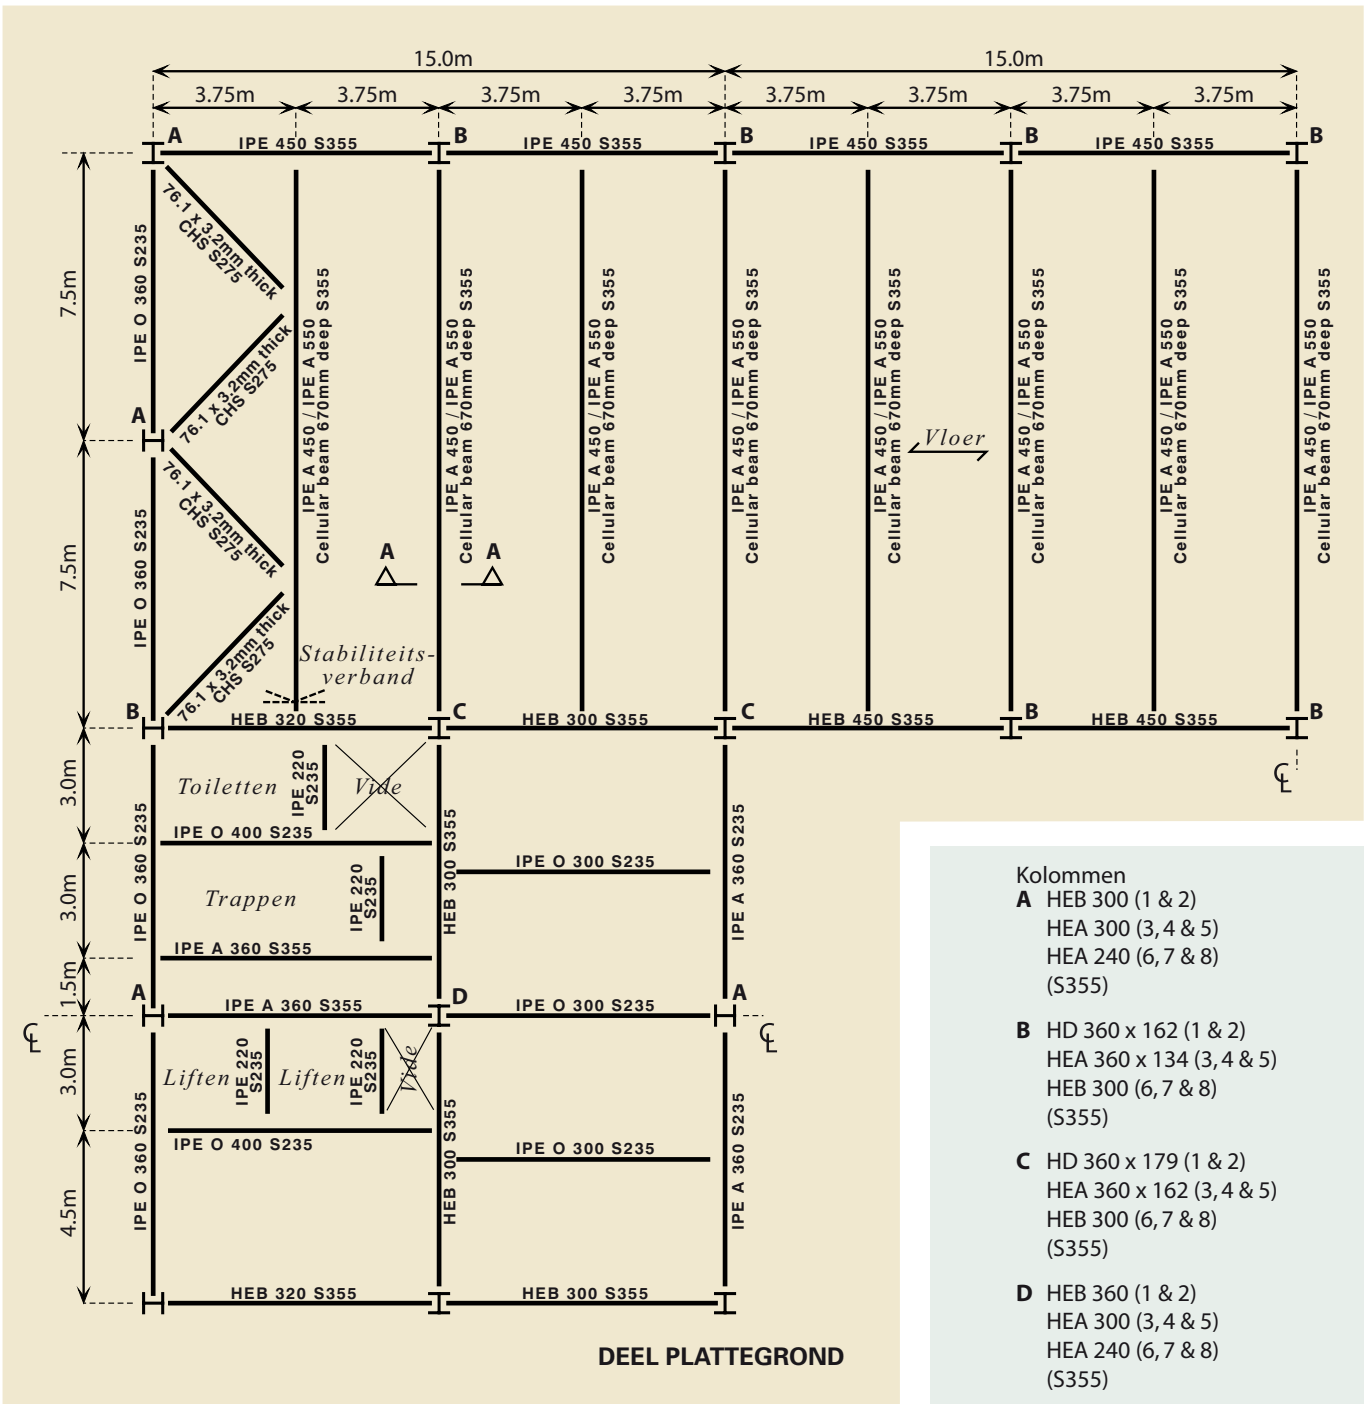 15.0m 15.0m
3.75m 3.75m 3.75m 3.75m 3.75m 3.75m 3.75m 3.75m
A B B B B
IPE 450 S355 IPE 450 S355 IPE 450 S355 IPE 450 S355
7.5m
IPE O 360 S235
76.1 x 3.2mm thick
CHS S275
76.1 x 3.2mm thick
CHS S275
A
7.5m
IPE O 360 S235
76.1 x 3.2mm thick
CHS S275
76.1 x 3.2mm thick
CHS S275
IPE A 450 / IPE A 550
Cellular beam 670mm deep S355
IPE A 450 / IPE A 550
Cellular beam 670mm deep S355
IPE A 450 / IPE A 550
Cellular beam 670mm deep S355
IPE A 450 / IPE A 550
Cellular beam 670mm deep S355
IPE A 450 / IPE A 550
Cellular beam 670mm deep S355
IPE A 450 / IPE A 550
Cellular beam 670mm deep S355
IPE A 450 / IPE A 550
Cellular beam 670mm deep S355
IPE A 450 / IPE A 550
Cellular beam 670mm deep S355
Vloer
A A
Stabiliteits-
verband
B C C B B
HEB 320 S355 HEB 300 S355 HEB 450 S355 HEB 450 S355
CL
3.0m
Toiletten
IPE 220
S235
Vide
IPE O 360 S235
IPE O 400 S235
HEB 300 S355
IPE O 300 S235
IPE A 360 S235
3.0m
Trappen
IPE 220
S235
IPE A 360 S355
1.5m
A D A
IPE A 360 S355 IPE O 300 S235
CL CL
3.0m
Liften
IPE 220
S235
Liften
IPE 220
S235
Vide
IPE O 360 S235
IPE O 400 S235
HEB 300 S355
IPE O 300 S235
IPE A 360 S235
4.5m
HEB 320 S355 HEB 300 S355
DEEL PLATTEGROND
Kolommen
A HEB 300 (1 & 2)
HEA 300 (3, 4 & 5)
HEA 240 (6, 7 & 8)
(S355)
B HD 360 x 162 (1 & 2)
HEA 360 x 134 (3, 4 & 5)
HEB 300 (6, 7 & 8)
(S355)
C HD 360 x 179 (1 & 2)
HEA 360 x 162 (3, 4 & 5)
HEB 300 (6, 7 & 8)
(S355)
D HEB 360 (1 & 2)
HEA 300 (3, 4 & 5)
HEA 240 (6, 7 & 8)
(S355)